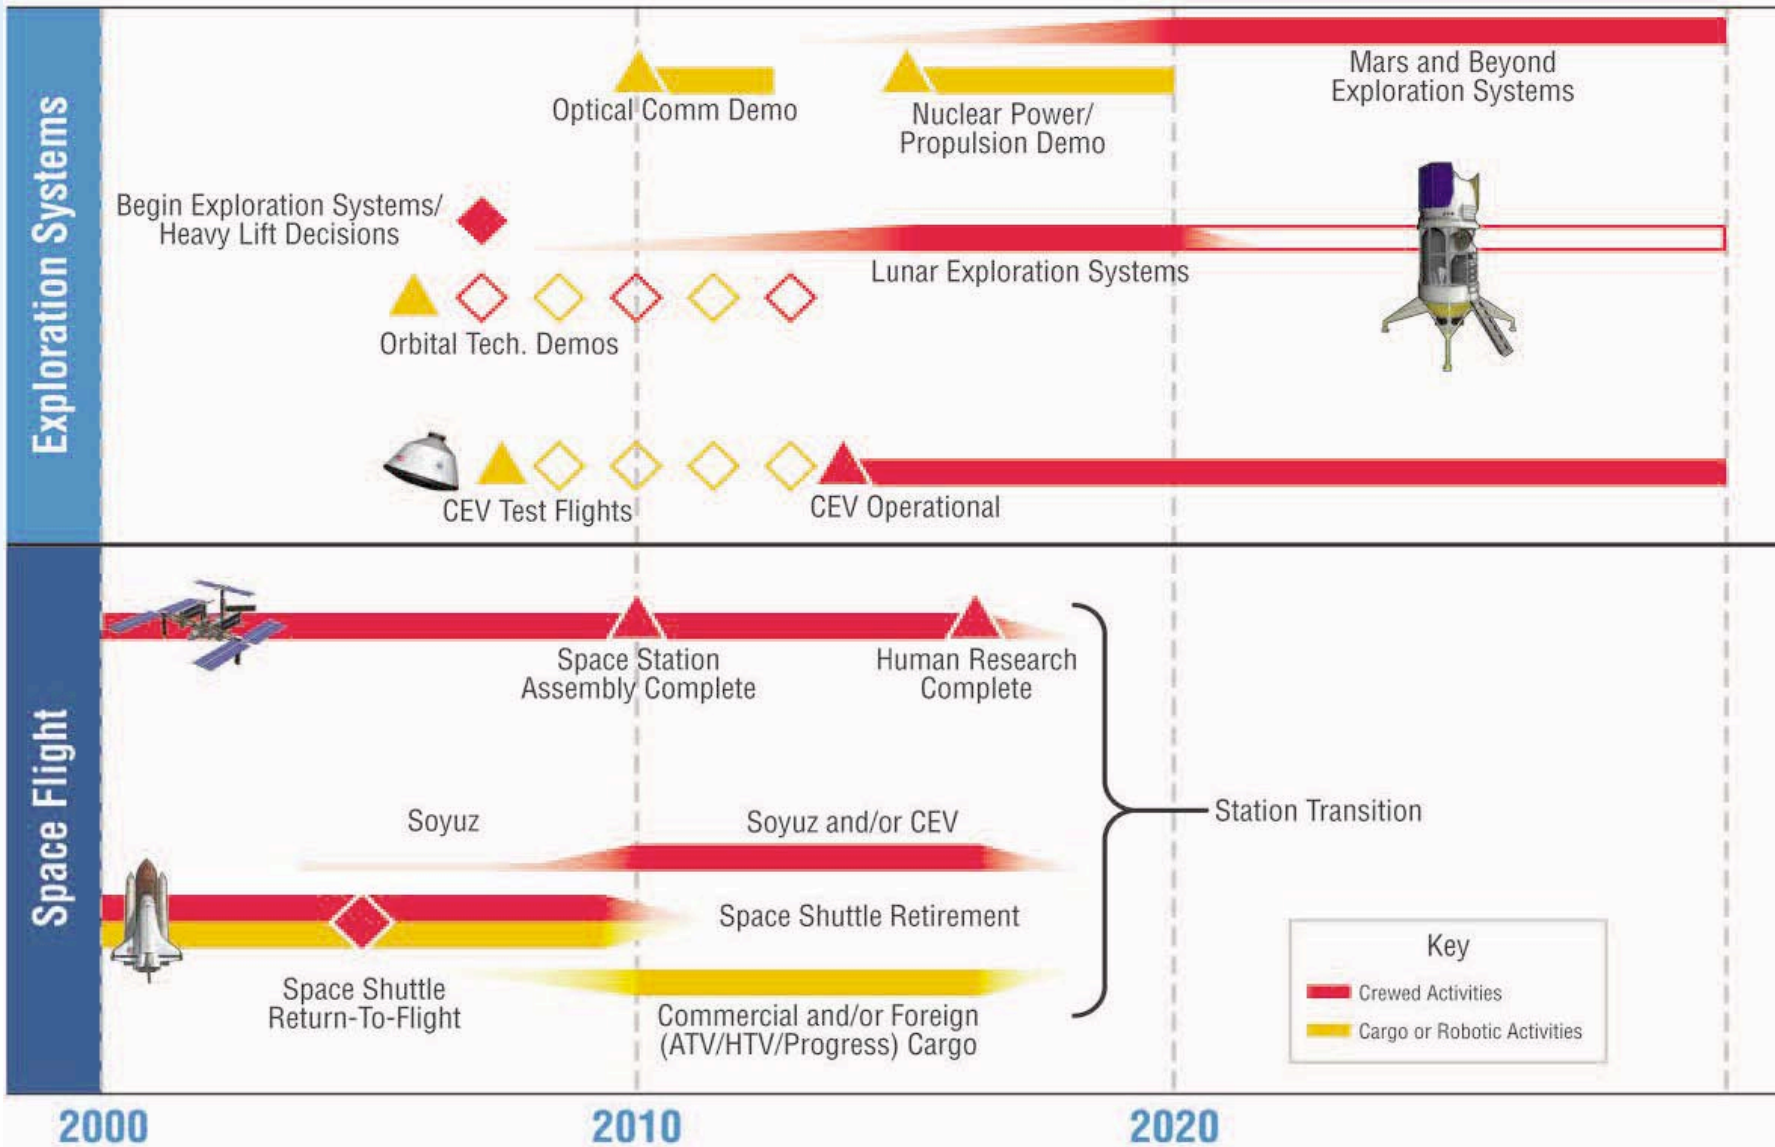 Exploration Systems
Mars and Beyond
Exploration Systems
Optical Comm Demo
Nuclear Power/
Propulsion Demo
Begin Exploration Systems/
Heavy Lift Decisions
Lunar Exploration Systems
Orbital Tech. Demos
CEV Test Flights
CEV Operational
Space Flight
Space Station
Assembly Complete
Human Research
Complete
Soyuz
Soyuz and/or CEV
Station Transition
Space Shuttle Retirement
Space Shuttle
Return-To-Flight
Commercial and/or Foreign
(ATV/HTV/Progress) Cargo
Key
Crewed Activities
Cargo or Robotic Activities
2000
2010
2020